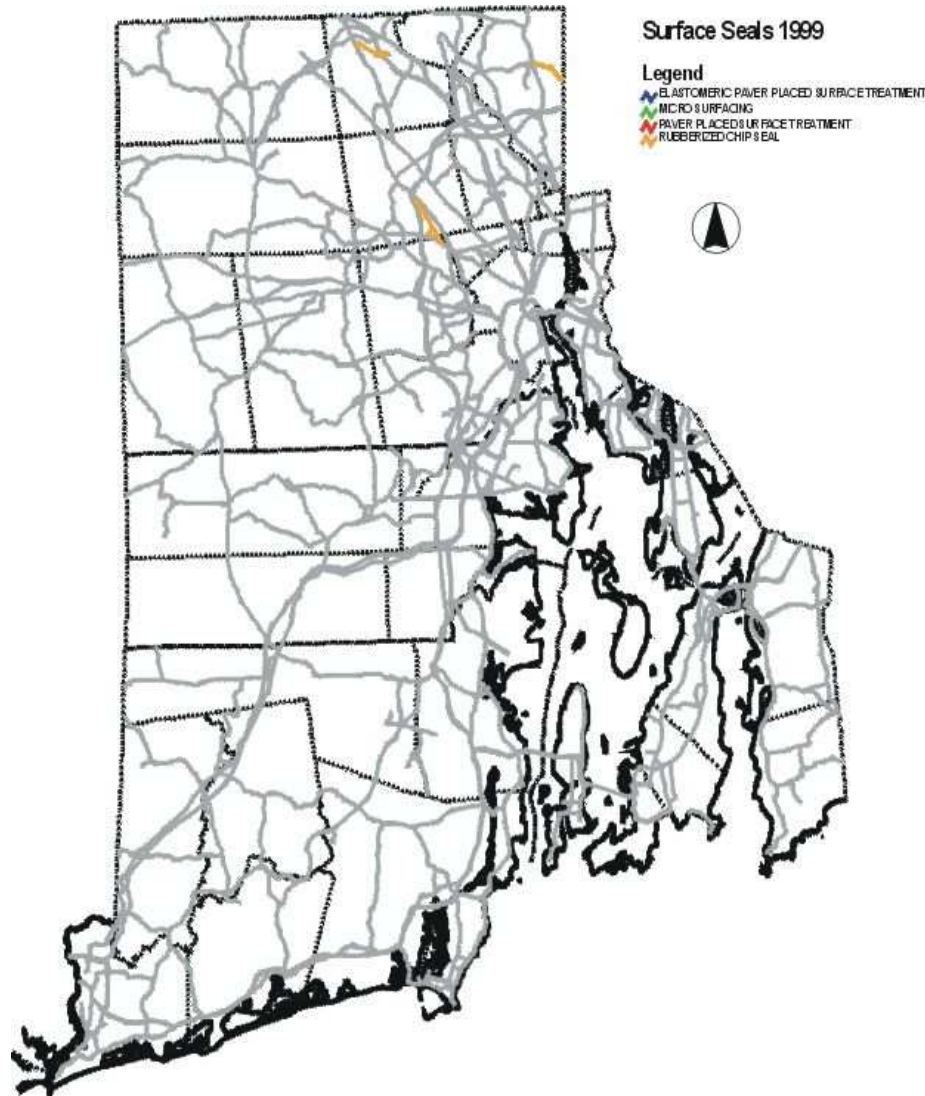 Surface Seals 1999
Legend
ELASTOMERIC PAVER PLACED SURFACE TREATMENT
MICRO SURFACING
PAVER PLACED SURFACE TREATMENT
RUBBERIZED CHIP SEAL